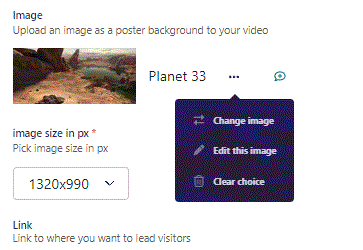 Image
Upload an image as a poster background to your video
Planet 33
Change image
Edit this image
Clear choice
image size in px *
Pick image size in px
1320x990
Link
Link to where you want to lead visitors